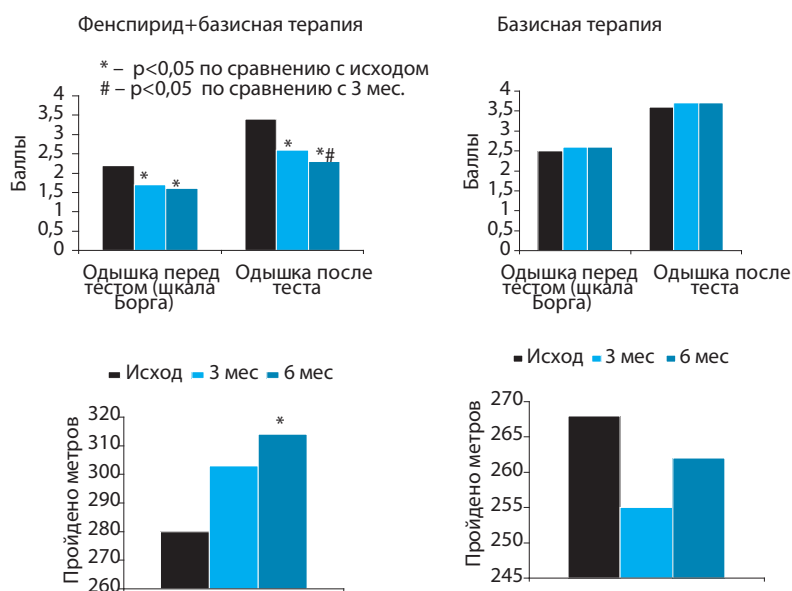 Фенспирид+базисная терапия
* – p<0,05 по сравнению с исходом
# – p<0,05 по сравнению с 3 мес.
Баллы
4
3,5
3
2,5
2
1,5
1
0,5
0
*
*
*
*#
Одышка перед
тестом (шкала
Борга)
Одышка после
теста
Базисная терапия
Баллы
4
3,5
3
2,5
2
1,5
1
0,5
0
Одышка перед
тестом (шкала
Борга)
Одышка после
теста
Исход 3 мес 6 мес
Пройдено метров
320
310
300
290
280
270
260
*
Исход 3 мес 6 мес
Пройдено метров
270
265
260
255
250
245